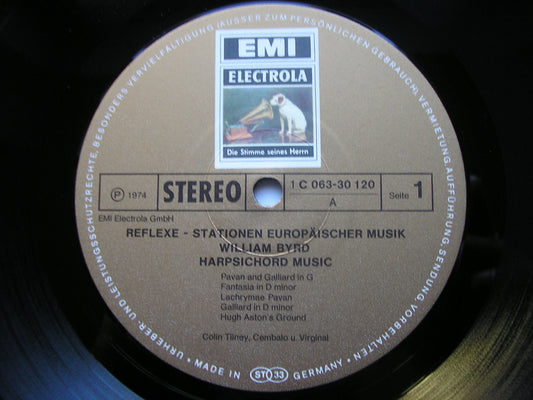 EMI
ELECTROLA
Die Stimme seines Herrn
Ⓟ 1974
STEREO
1 C 063-30 120
A
Seite 1
EMI Electrola GmbH
REFLEXE - STATIONEN EUROPÄISCHER MUSIK
WILLIAM BYRD
HARPSICHORD MUSIC
Pavan and Galliard in G
Fantasia in D minor
Lachrymae Pavan
Galliard in D minor
Hugh Aston's Ground
Colin Tilney, Cembalo u. Virginal
URHEBER- UND LEISTUNGSSCHUTZRECHTE, BESONDERS VERVIELFÄLTIGUNG (AUSSER ZUM PERSÖNLICHEN GEBRAUCH), VERMIETUNG, AUFFÜHRUNG, SENDUNG, VORBEHALTEN
MADE IN GERMANY
STO 33